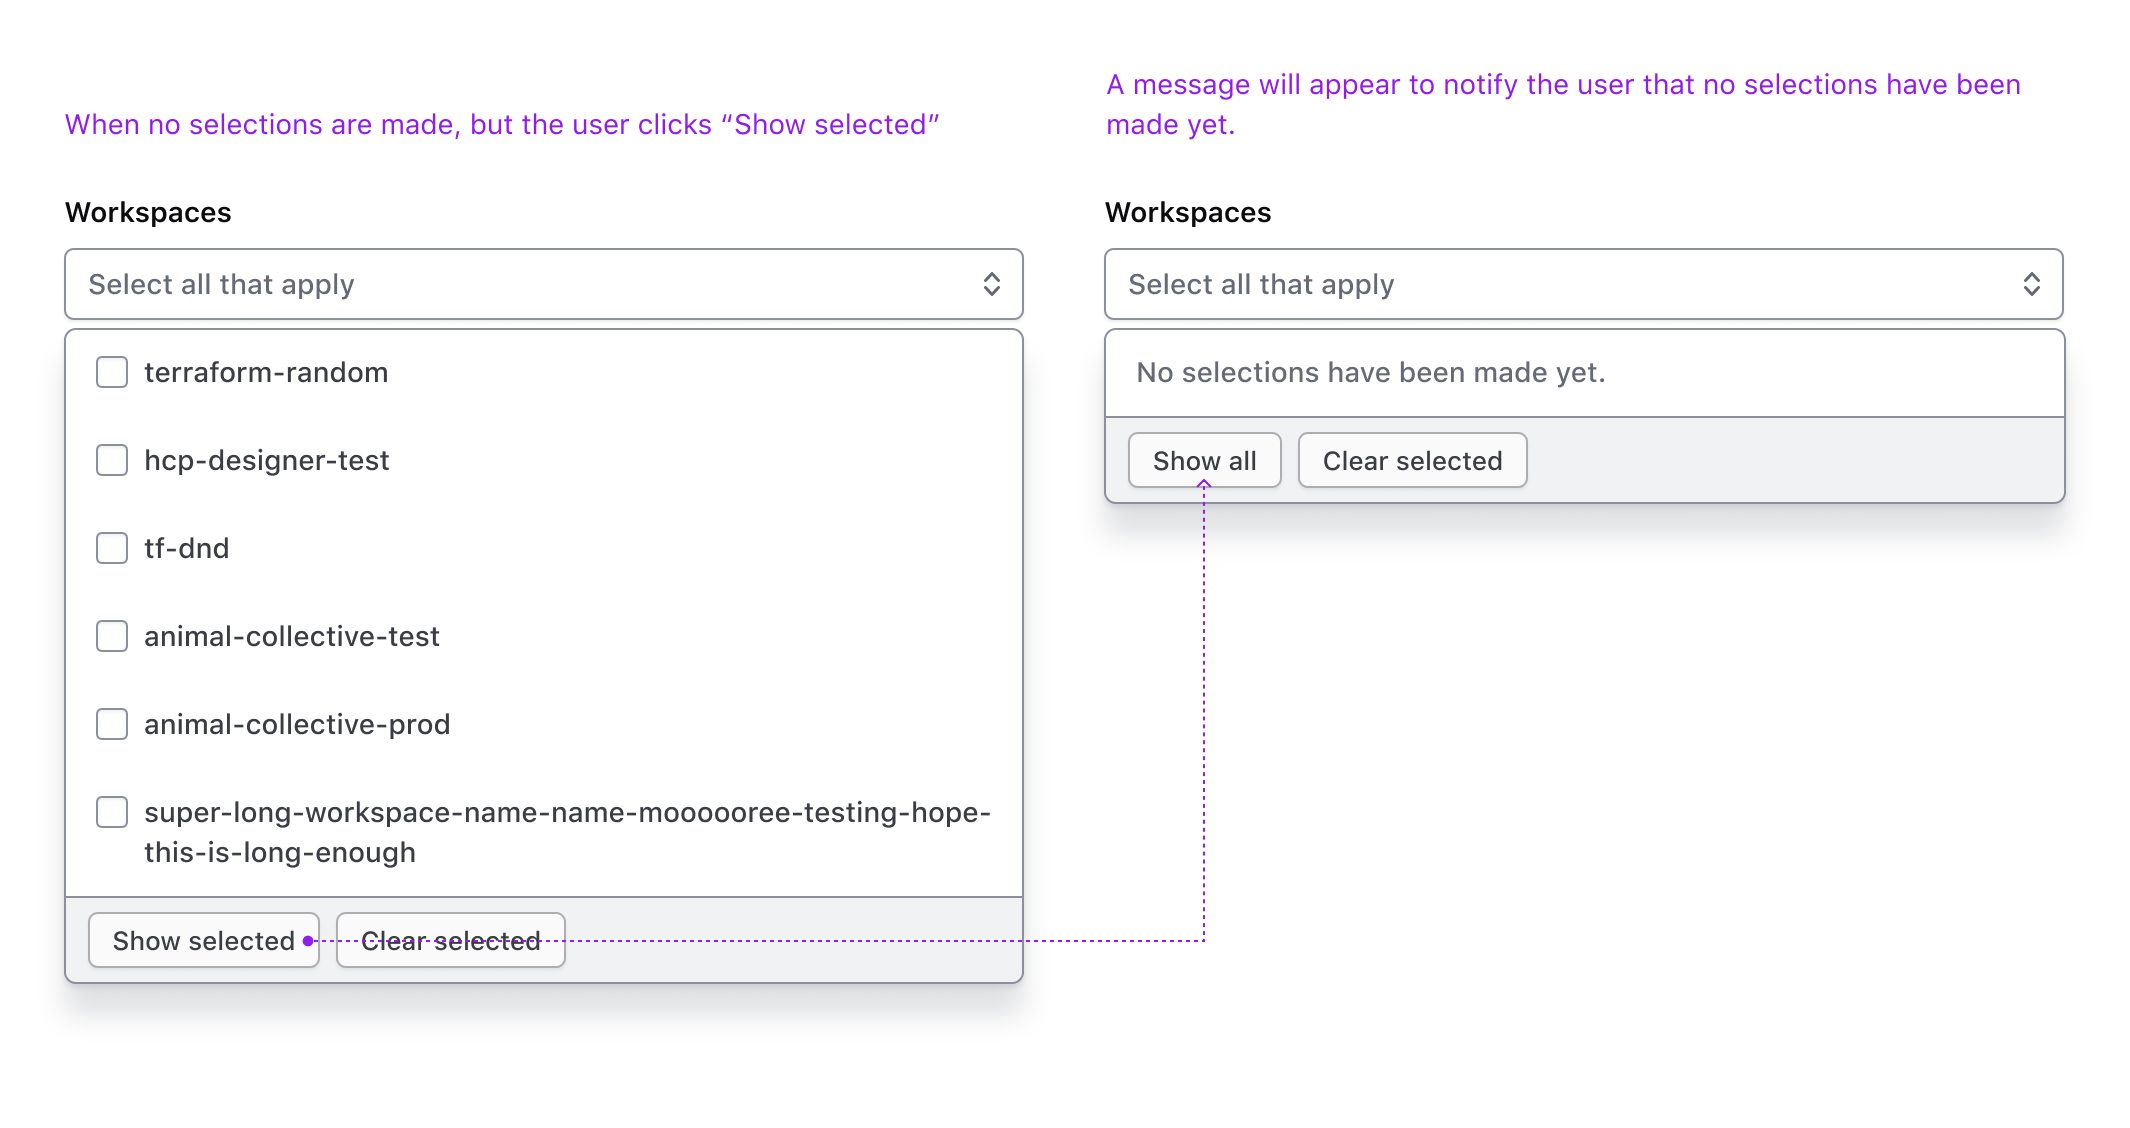 When no selections are made, but the user clicks “Show selected”
Workspaces
Select all that apply
terraform-random
hcp-designer-test
tf-dnd
animal-collective-test
animal-collective-prod
super-long-workspace-name-name-moooooree-testing-hope-
this-is-long-enough
Show selected
Clear selected
A message will appear to notify the user that no selections have been
made yet.
Workspaces
Select all that apply
No selections have been made yet.
Show all
Clear selected